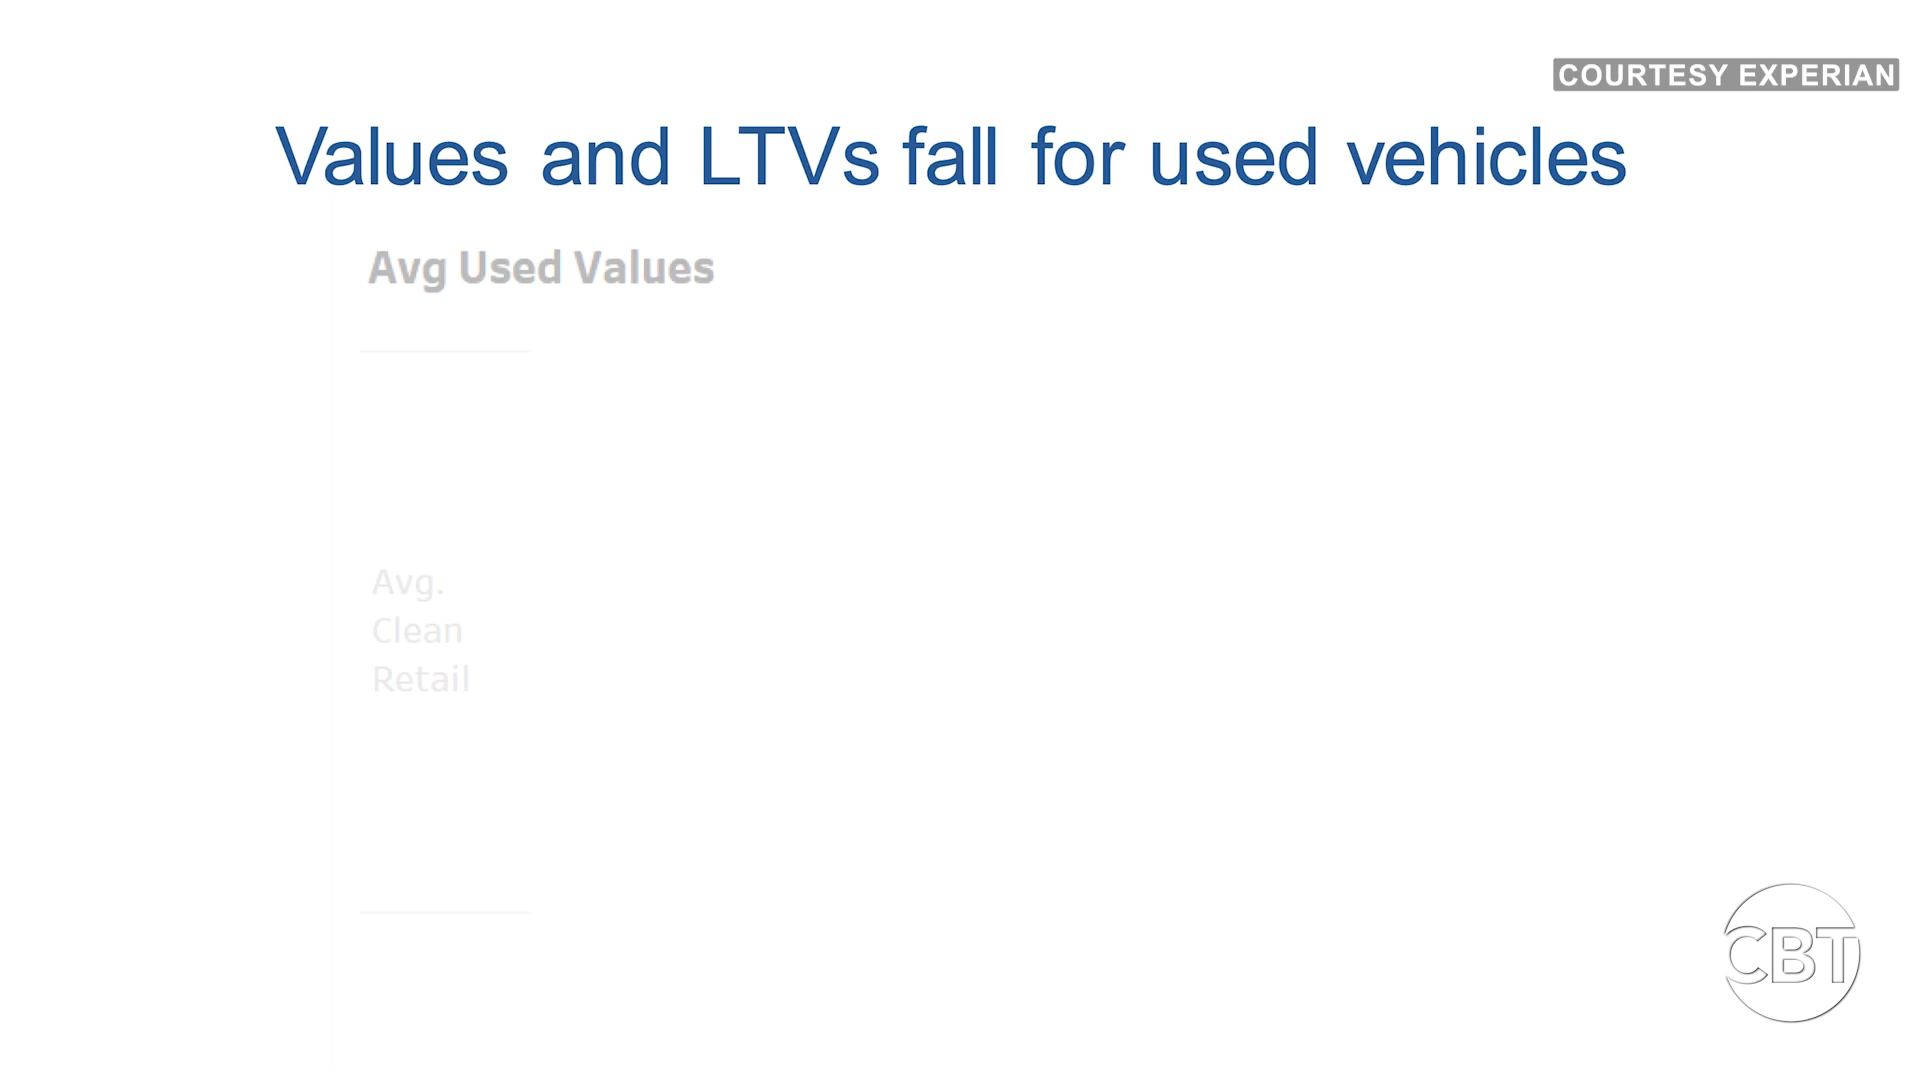 COURTESY EXPERIAN
Values and LTVs fall for used vehicles
Avg Used Values
Avg.
Clean
Retail
CBT